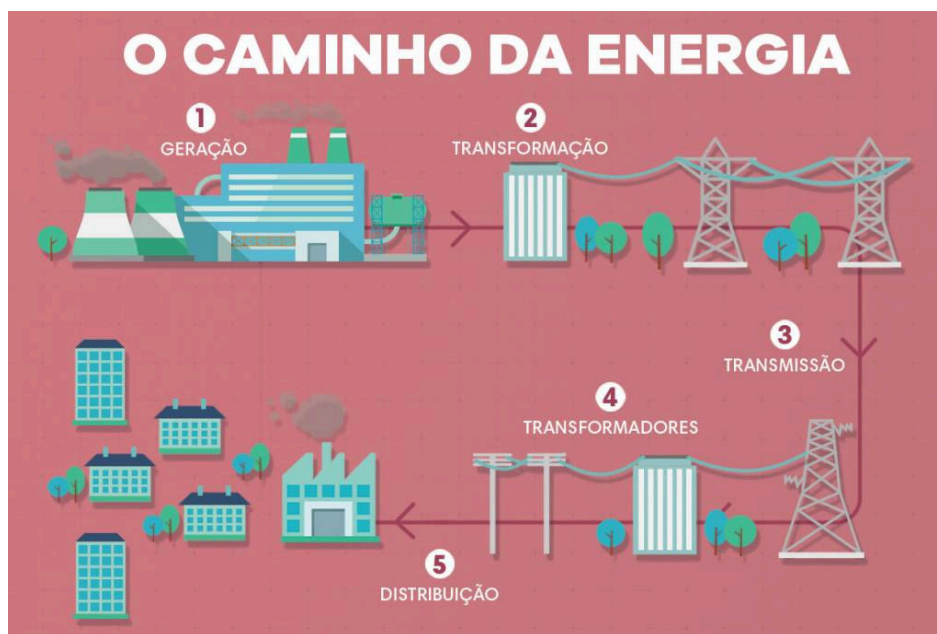 O CAMINHO DA ENERGIA
1
GERAÇÃO
2
TRANSFORMAÇÃO
3
TRANSMISSÃO
4
TRANSFORMADORES
5
DISTRIBUIÇÃO